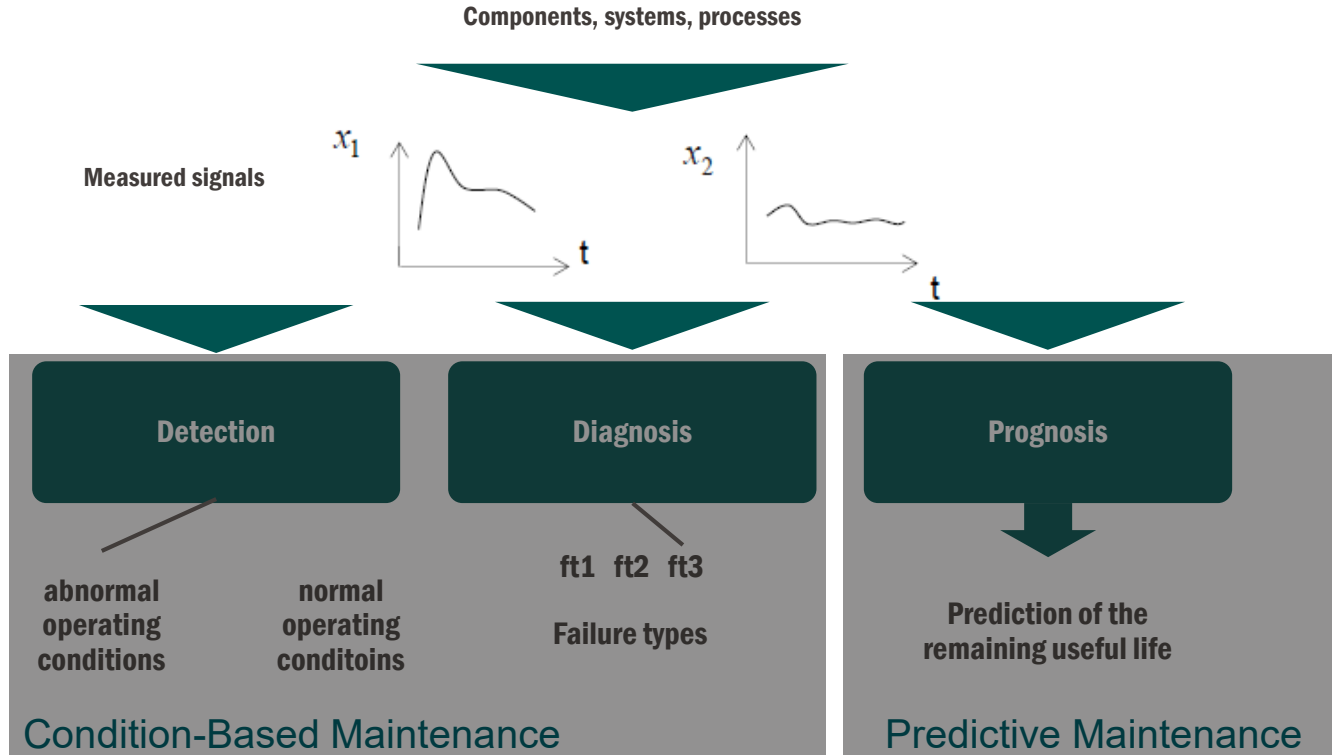 Components, systems, processes
Measured signals
x1
t
x2
t
Detection
Diagnosis
Prognosis
abnormal
operating
conditions
normal
operating
conditoins
ft1 ft2 ft3
Failure types
Prediction of the
remaining useful life
Condition-Based Maintenance
Predictive Maintenance